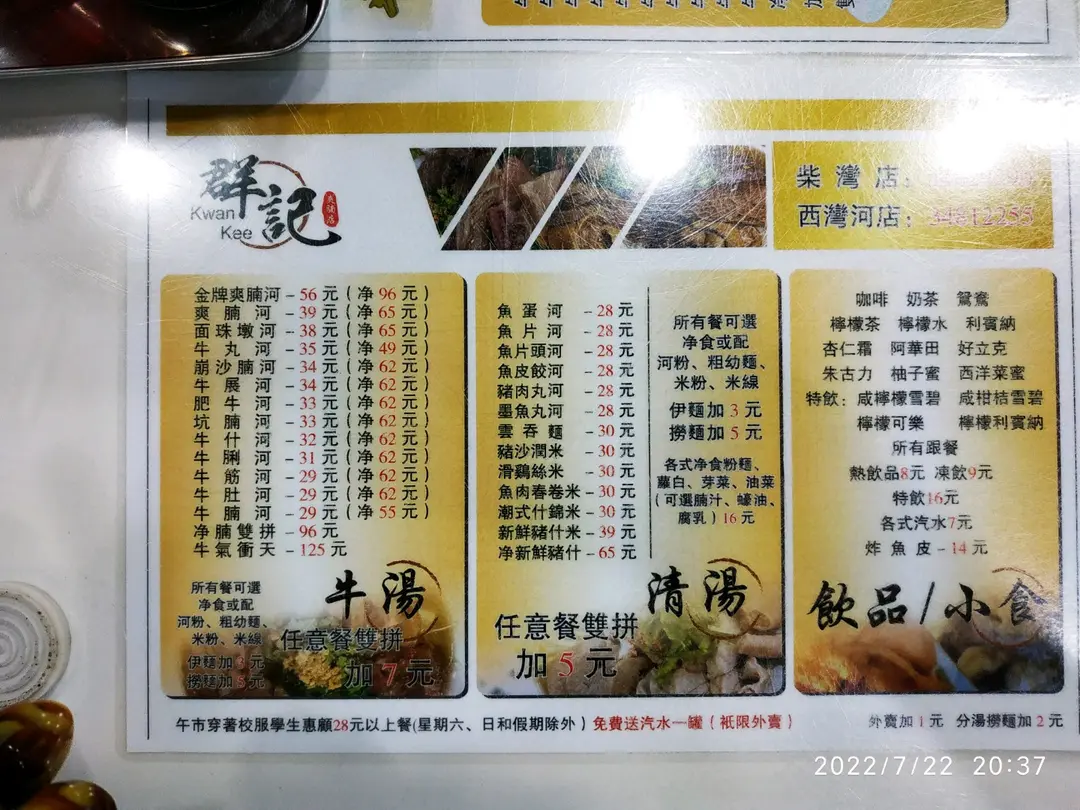 群記
Kwan
Kee
柴灣店：
西灣河店：34812255
金牌爽腩河 – 56 元 ( 净 96 元 )
爽腩河 – 39 元 ( 净 65 元 )
面珠墩河 – 38 元 ( 净 65 元 )
牛丸河 – 35 元 ( 净 49 元 )
崩沙腩河 – 34 元 ( 净 62 元 )
牛展河 – 34 元 ( 净 62 元 )
肥牛河 – 33 元 ( 净 62 元 )
坑腩河 – 33 元 ( 净 62 元 )
牛什河 – 32 元 ( 净 62 元 )
牛脷河 – 31 元 ( 净 62 元 )
牛筋河 – 29 元 ( 净 62 元 )
牛肚河 – 29 元 ( 净 62 元 )
牛腩河 – 29 元 ( 净 55 元 )
净腩雙拼 – 96 元
牛氣衝天 – 125 元
所有餐可選
净食或配
河粉、粗幼麵、
米粉、米線
伊麵加 3 元
撈麵加 5 元
牛湯
任意餐雙拼
加 7 元
魚蛋河 – 28 元
魚片河 – 28 元
魚片頭河 – 28 元
魚皮餃河 – 28 元
豬肉丸河 – 28 元
墨魚丸河 – 28 元
雲吞麵 – 30 元
豬沙潤米 – 30 元
滑鷄絲米 – 30 元
魚肉春卷米 – 30 元
潮式什錦米 – 30 元
新鮮豬什米 – 39 元
净新鮮豬什 – 65 元
所有餐可選
净食或配
河粉、粗幼麵、
米粉、米線
伊麵加 3 元
撈麵加 5 元
各式净食粉麵、
蘿白、芽菜、油菜
( 可選腩汁、蠔油、
腐乳 ) 16 元
清湯
任意餐雙拼
加 5 元
咖啡 奶茶 鴛鴦
檸檬茶 檸檬水 利賓納
杏仁霜 阿華田 好立克
朱古力 柚子蜜 西洋菜蜜
特飲：咸檸檬雪碧 咸柑桔雪碧
檸檬可樂 檸檬利賓納
所有跟餐
熱飲品8元 凍飲9元
特飲16元
各式汽水7元
炸魚皮 – 14 元
飲品/小食
午市穿著校服學生惠顧28元以上餐(星期六、日和假期除外 ) 免費送汽水一罐 ( 衹限外賣 )
外賣加 1 元 分湯撈麵加 2 元
2022/7/22 20:37